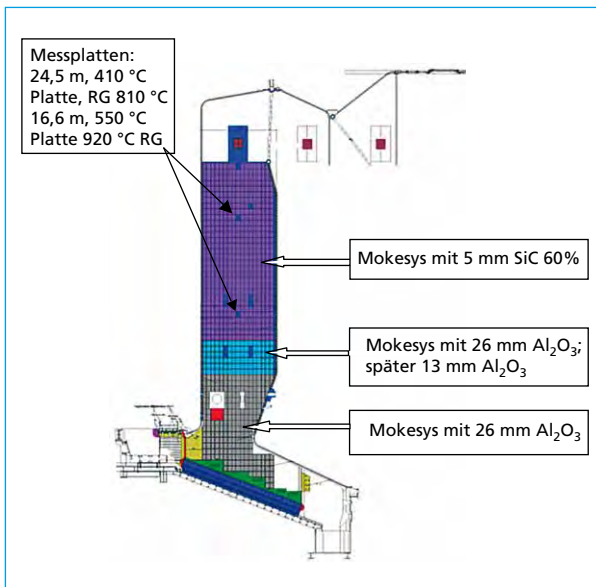 Messplatten:
24,5 m, 410 °C
Platte, RG 810 °C
16,6 m, 550 °C
Platte 920 °C RG
Mokesys mit 5 mm SiC 60%
Mokesys mit 26 mm Al₂O₃;
später 13 mm Al₂O₃
Mokesys mit 26 mm Al₂O₃